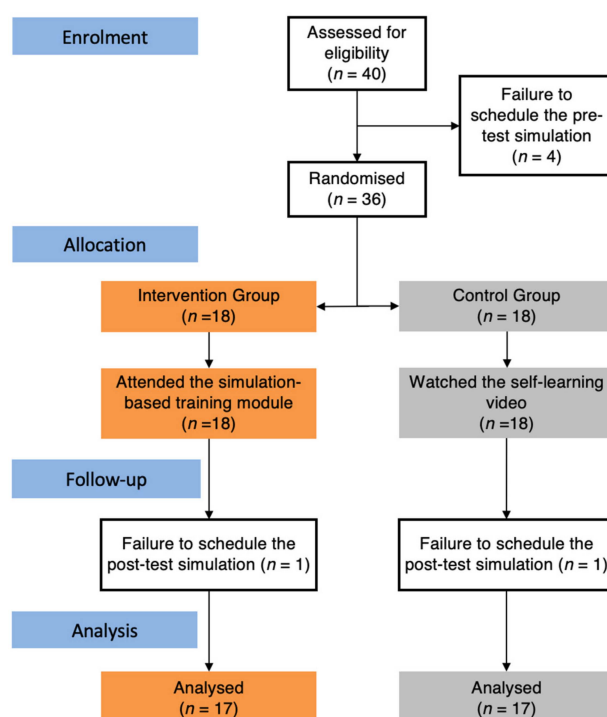 Enrolment
Assessed for
eligibility
(n = 40)
Failure to
schedule the pre-
test simulation
(n = 4)
Randomised
(n = 36)
Allocation
Intervention Group
(n =18)
Control Group
(n = 18)
Attended the simulation-
based training module
(n =18)
Watched the self-learning
video
(n =18)
Follow-up
Failure to schedule the
post-test simulation (n = 1)
Failure to schedule the
post-test simulation (n = 1)
Analysis
Analysed
(n = 17)
Analysed
(n = 17)